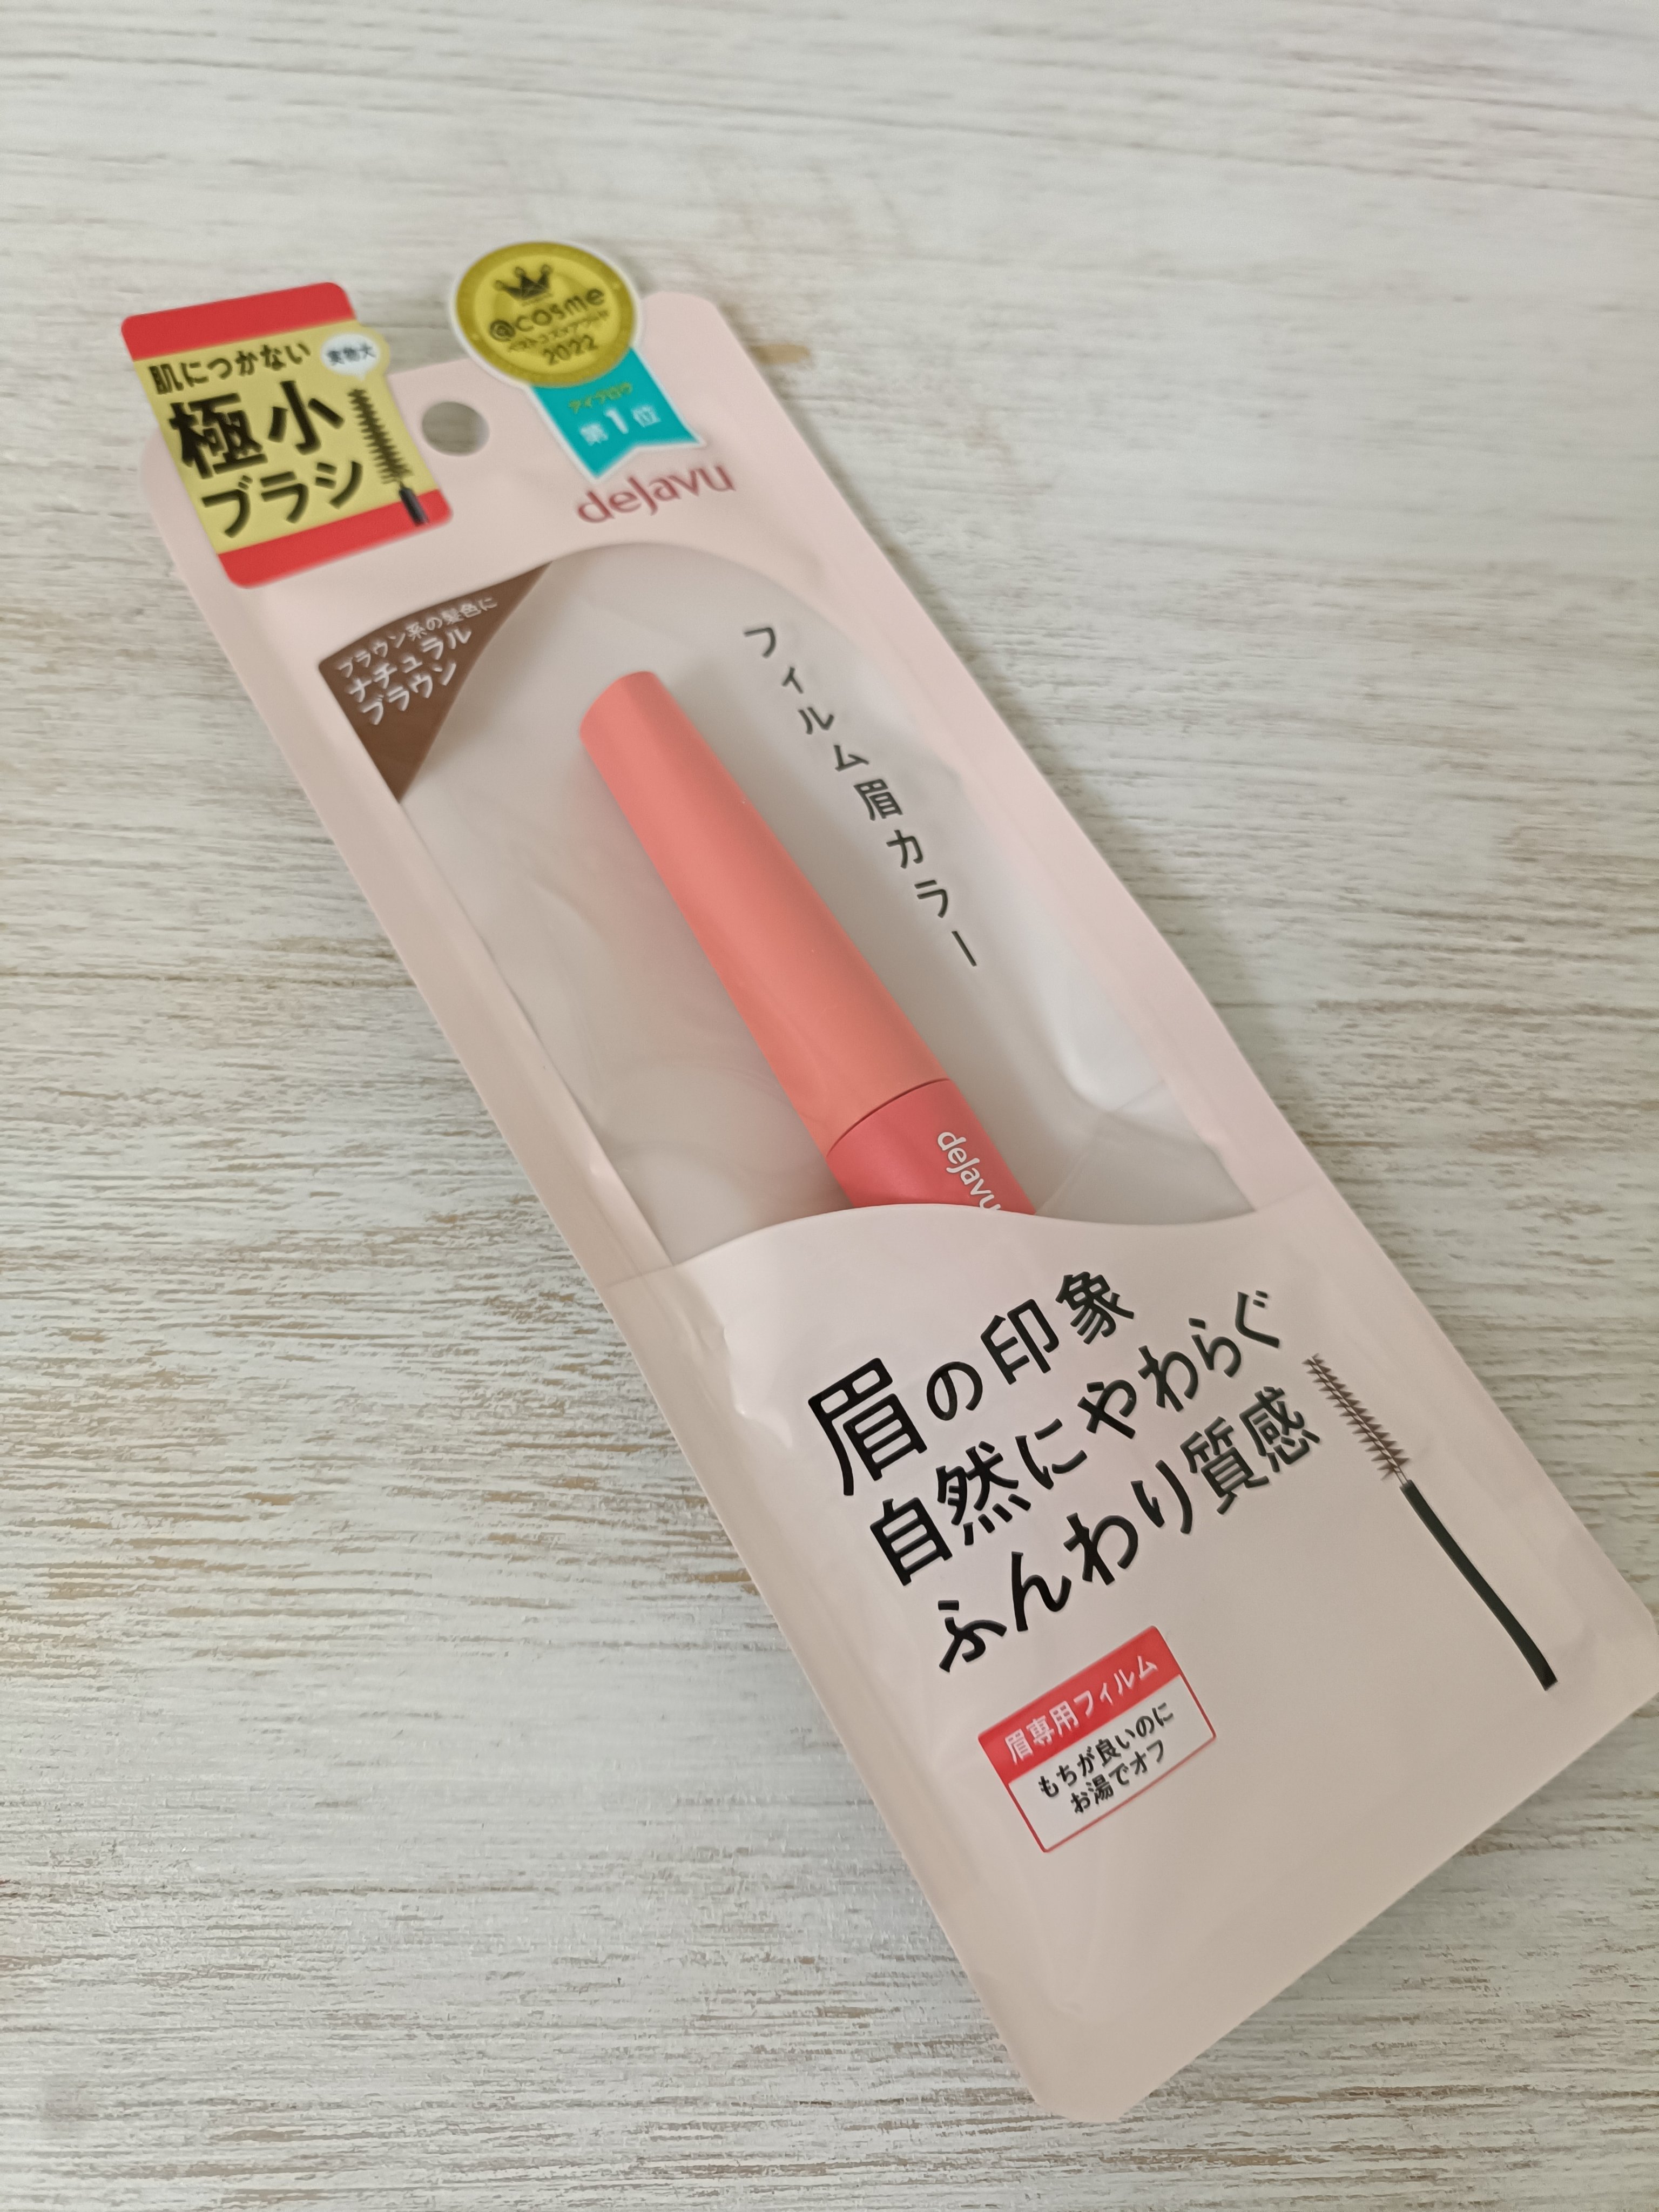 肌につかない
実物大
極小
ブラシ
@cosme
ベストコスメアワード
2022
アイブロウ
第1位
dejavu
ブラウン系の髪色に
ナチュラル
ブラウン
フィルム眉カラー
dejavu
眉の印象
自然にやわらぐ
ふんわり質感
眉専用フィルム
もちが良いのに
お湯でオフ